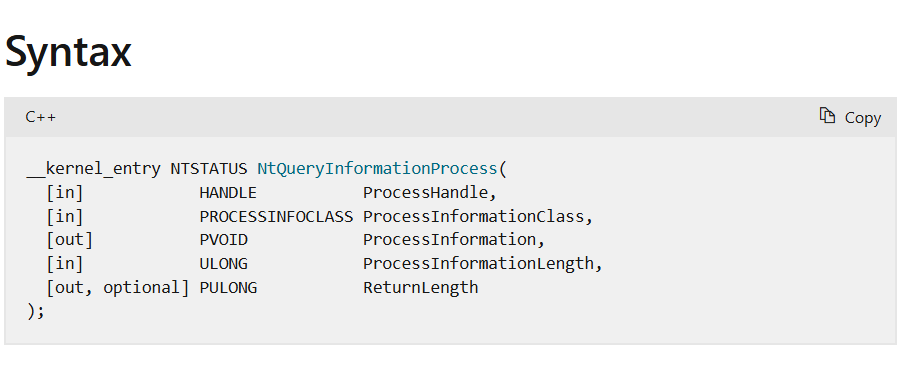 Syntax
C++
Copy
__kernel_entry NTSTATUS NtQueryInformationProcess(
  [in]            HANDLE           ProcessHandle,
  [in]            PROCESSINFOCLASS ProcessInformationClass,
  [out]           PVOID            ProcessInformation,
  [in]            ULONG            ProcessInformationLength,
  [out, optional] PULONG           ReturnLength
);